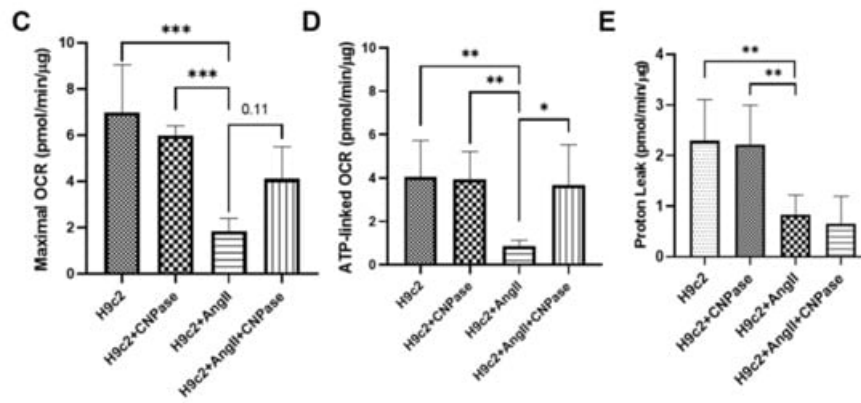 C
Maximal OCR (pmol/min/µg)
10
8
6
4
2
0
***
***
0.11
H9c2
H9c2+CNPase
H9c2+AngII
H9c2+AngII+CNPase
D
ATP-linked OCR (pmol/min/µg)
10
8
6
4
2
0
**
**
*
H9c2
H9c2+CNPase
H9c2+AngII
H9c2+AngII+CNPase
E
Proton Leak (pmol/min/µg)
4
3
2
1
0
**
**
H9c2
H9c2+CNPase
H9c2+AngII
H9c2+AngII+CNPase